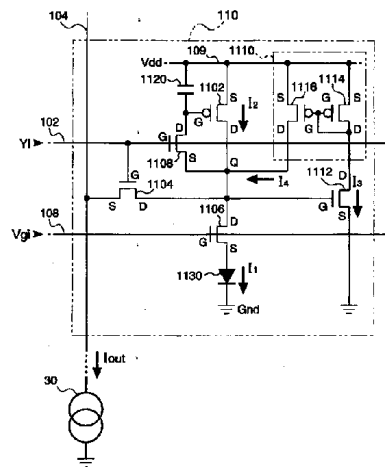 110
104
109
1110
Vdd
1120
1102
1116
1114
S
S
S
G
I2
G
G
D
D
D
102
Yi
D
G
S
1108
Q
1112
D
I3
G
1104
I4
G
S
D
S
108
1106
D
Vgi
G
S
1130
I1
Gnd
Iout
30